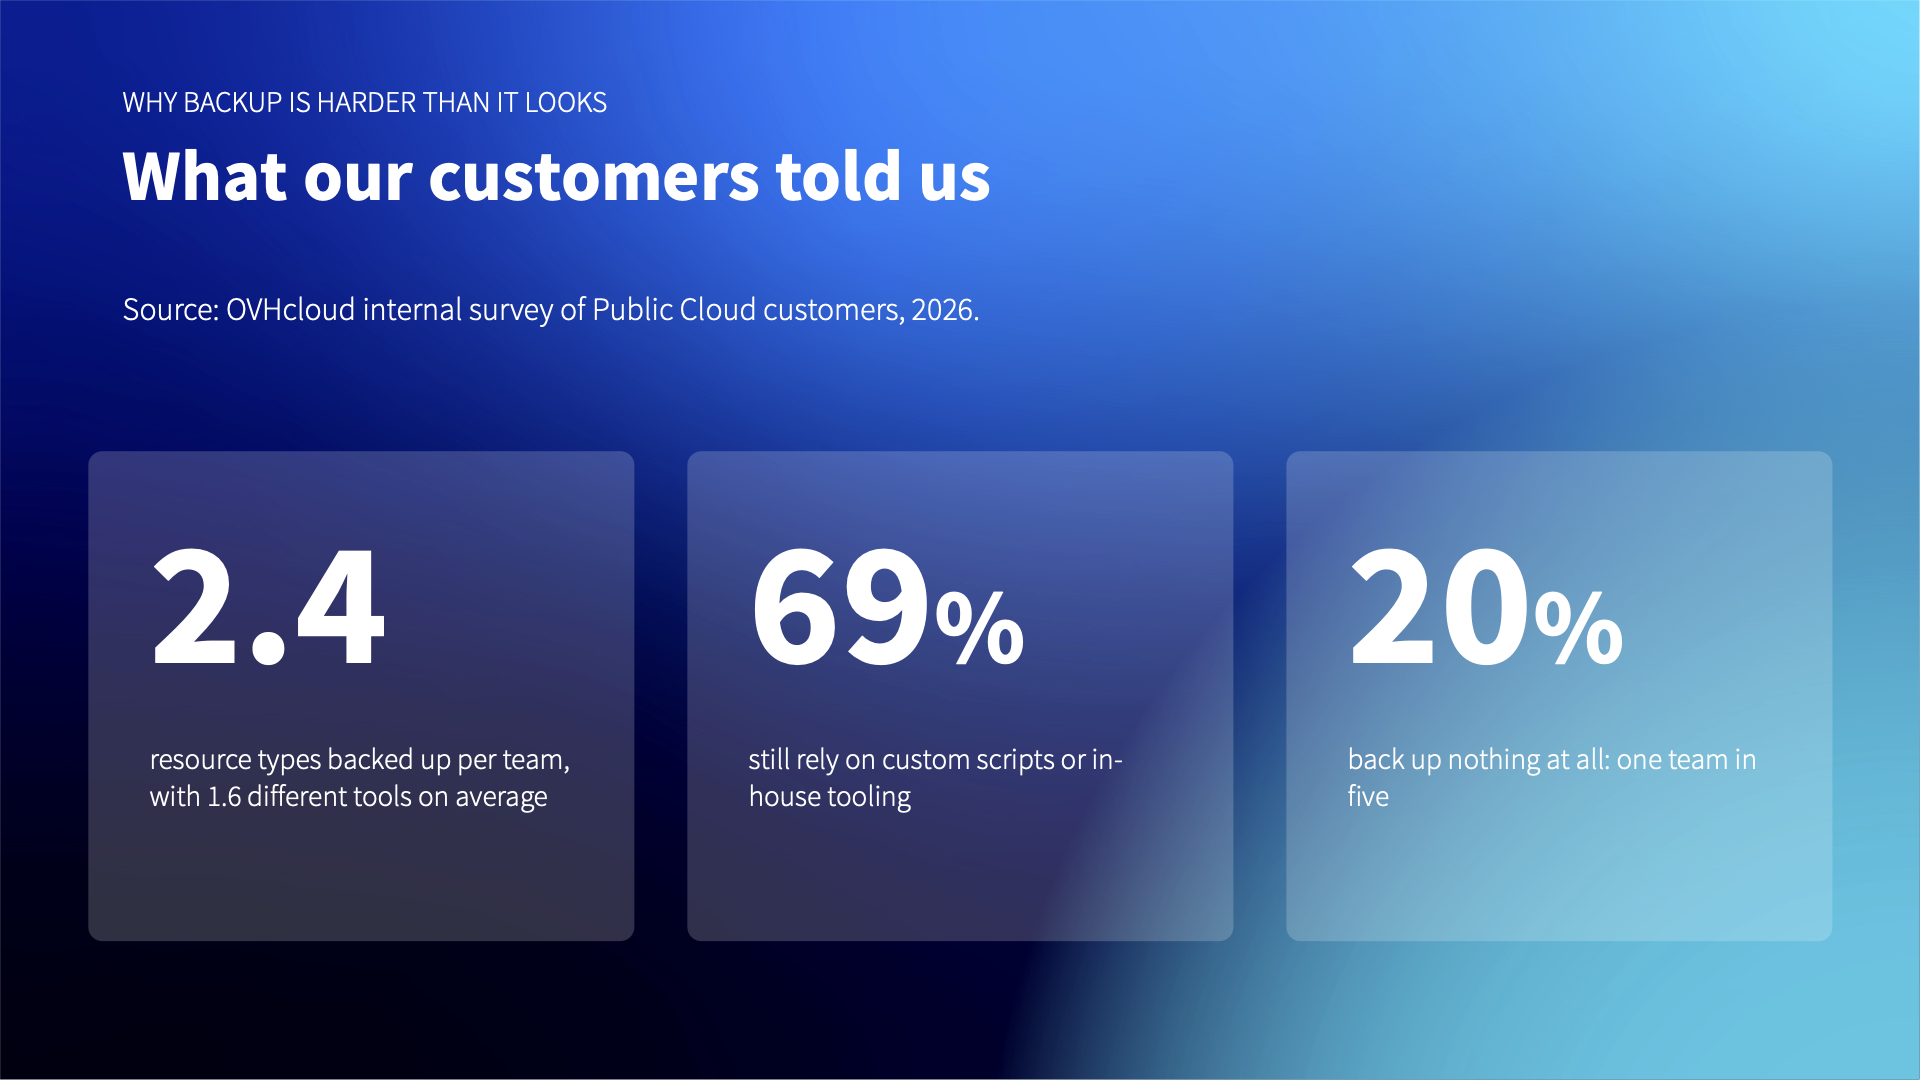 WHY BACKUP IS HARDER THAN IT LOOKS
What our customers told us
Source: OVHcloud internal survey of Public Cloud customers, 2026.
2.4
resource types backed up per team,
with 1.6 different tools on average
69%
still rely on custom scripts or in-
house tooling
20%
back up nothing at all: one team in
five